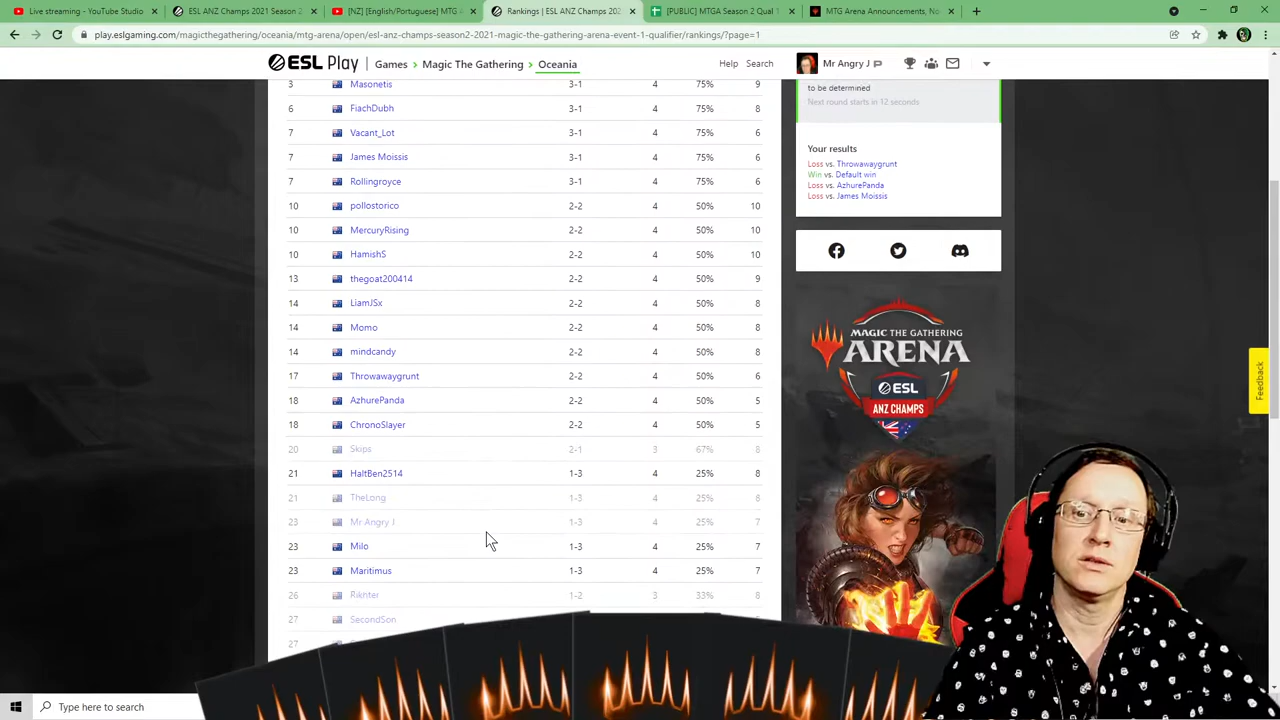 Live streaming - YouTube Studio
ESL ANZ Champs 2021 Season 2
[NZ] [English/Portuguese] MTG A
Rankings | ESL ANZ Champs 202
[PUBLIC] MTGA Season 2 Qual 1
MTG Arena Announcements, No
play.eslgaming.com/magicthegathering/oceania/mtg-arena/open/esl-anz-champs-season2-2021-magic-the-gathering-arena-event-1-qualifier/rankings/?page=1
ESL Play Games > Magic The Gathering > Oceania Help Search Mr Angry J
3 Masonetis 3-1 4 75% 9
6 FiachDubh 3-1 4 75% 8
7 Vacant_Lot 3-1 4 75% 6
7 James Moissis 3-1 4 75% 6
7 Rollingroyce 3-1 4 75% 6
10 pollostorico 2-2 4 50% 10
10 MercuryRising 2-2 4 50% 10
10 HamishS 2-2 4 50% 10
13 thegoat200414 2-2 4 50% 9
14 LiamJSx 2-2 4 50% 8
14 Momo 2-2 4 50% 8
14 mindcandy 2-2 4 50% 8
17 Throwawaygrunt 2-2 4 50% 6
18 AzhurePanda 2-2 4 50% 5
18 ChronoSlayer 2-2 4 50% 5
20 Skips 2-1 3 67% 8
21 HaltBen2514 1-3 4 25% 8
21 TheLong 1-3 4 25% 8
23 Mr Angry J 1-3 4 25% 7
23 Milo 1-3 4 25% 7
23 Maritimus 1-3 4 25% 7
26 Rikhter 1-2 3 33% 8
27 SecondSon
27
to be determined
Next round starts in 12 seconds
Your results
Loss vs. Throwawaygrunt
Win vs. Default win
Loss vs. AzhurePanda
Loss vs. James Moissis
MAGIC THE GATHERING
ARENA
ESL
ANZ CHAMPS
Feedback
Type here to search